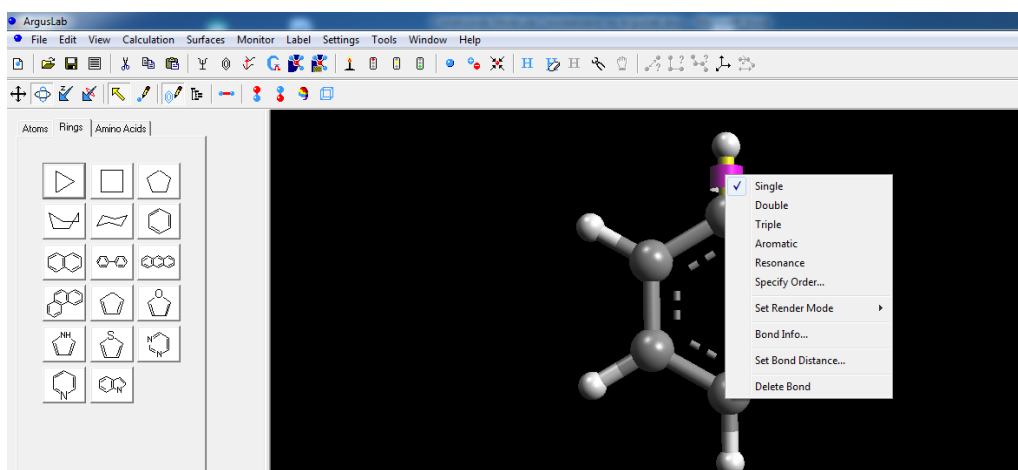 ArgusLab
File Edit View Calculation Surfaces Monitor Label Settings Tools Window Help
H H
Atoms Rings Amino Acids
O
NH S N N
N N
Single
Double
Triple
Aromatic
Resonance
Specify Order...
Set Render Mode
Bond Info...
Set Bond Distance...
Delete Bond